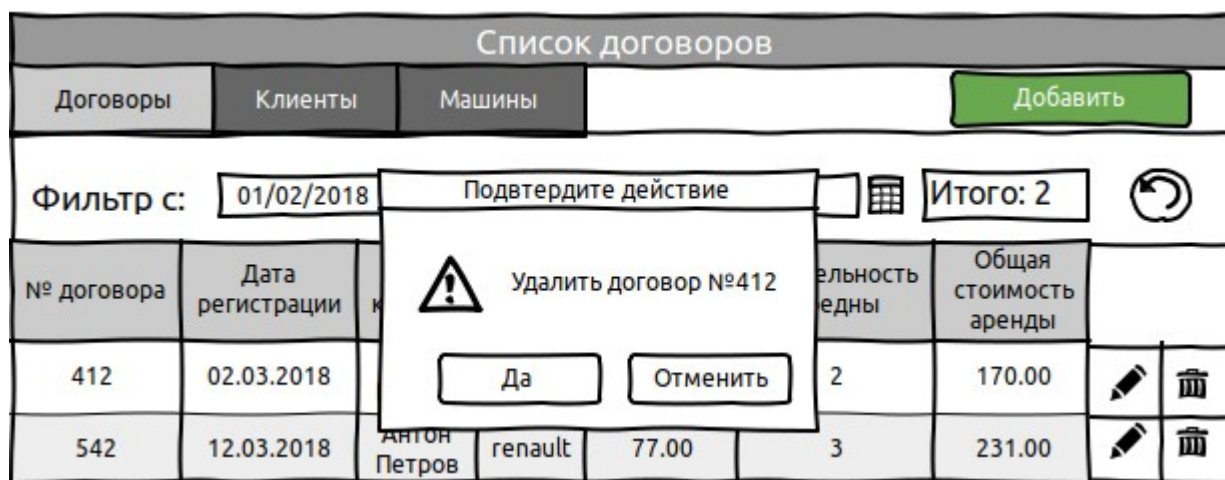 Список договоров
Договоры Клиенты Машины Добавить
Фильтр с: 01/02/2018 Итого: 2
Подвтердите действие
Удалить договор №412
Да Отменить
№ договора Дата регистрации Общая стоимость аренды
412 02.03.2018 2 170.00
542 12.03.2018 Антон Петров renault 77.00 3 231.00